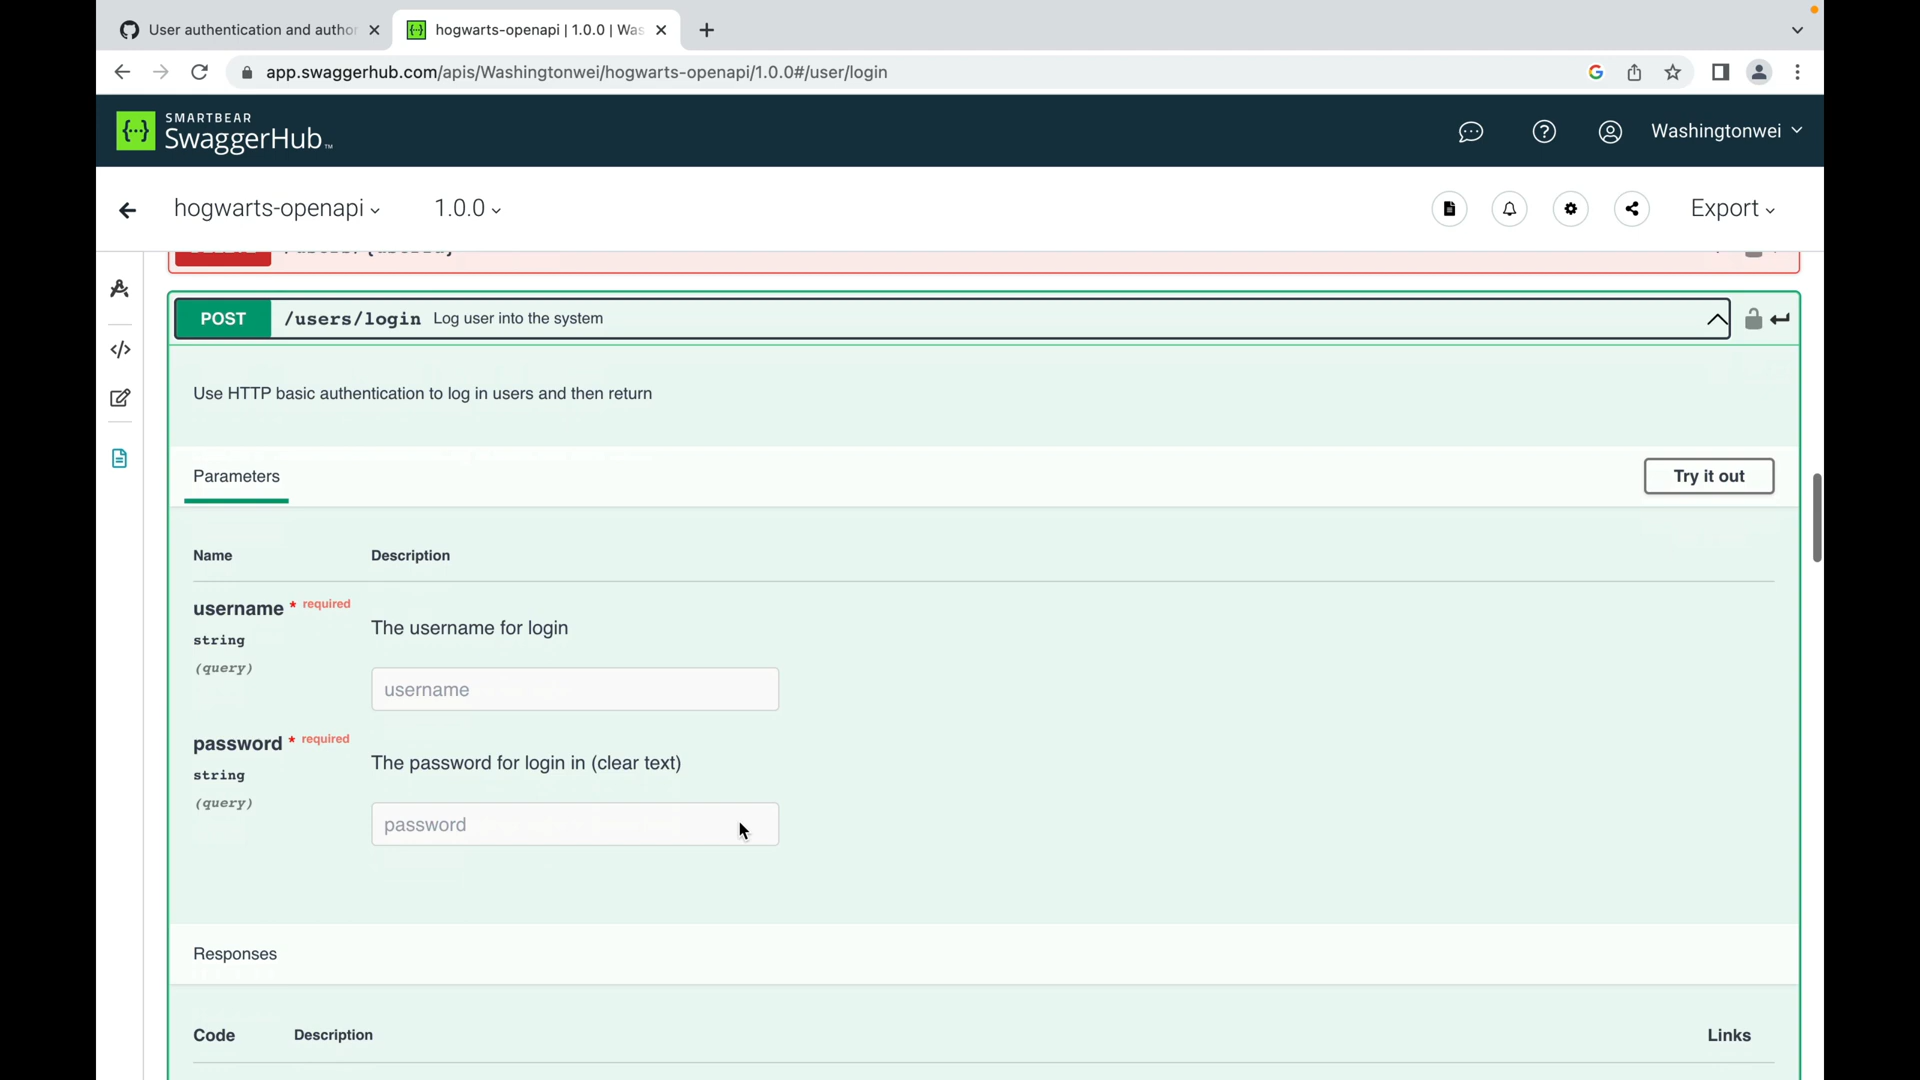 User authentication and author
hogwarts-openapi | 1.0.0 | Was
app.swaggerhub.com/apis/Washingtonwei/hogwarts-openapi/1.0.0#/user/login
SMARTBEAR
SwaggerHub™
Washingtonwei
hogwarts-openapi
1.0.0
Export
POST
/users/login Log user into the system
Use HTTP basic authentication to log in users and then return
Parameters
Try it out
Name
Description
username * required
string
(query)
The username for login
username
password * required
string
(query)
The password for login in (clear text)
password
Responses
Code
Description
Links